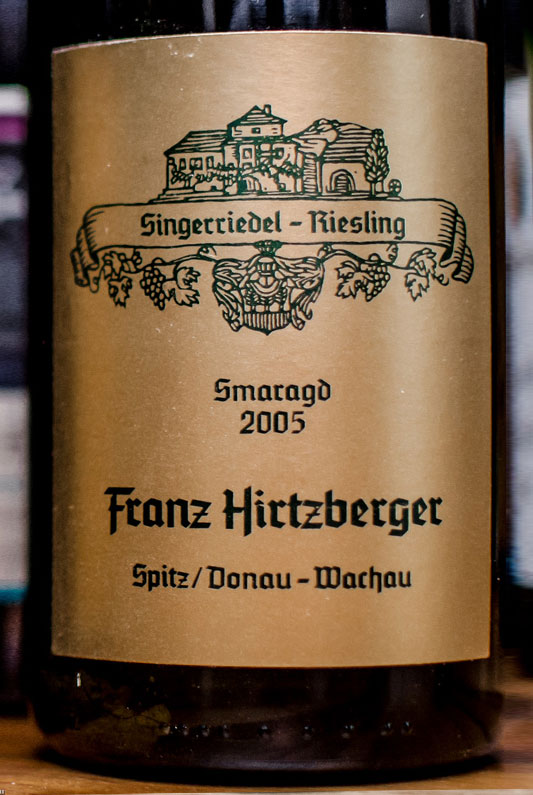 Singerriedel - Riesling
Smaragd
2005
Franz Hirtzberger
Spitz/Donau - Wachau